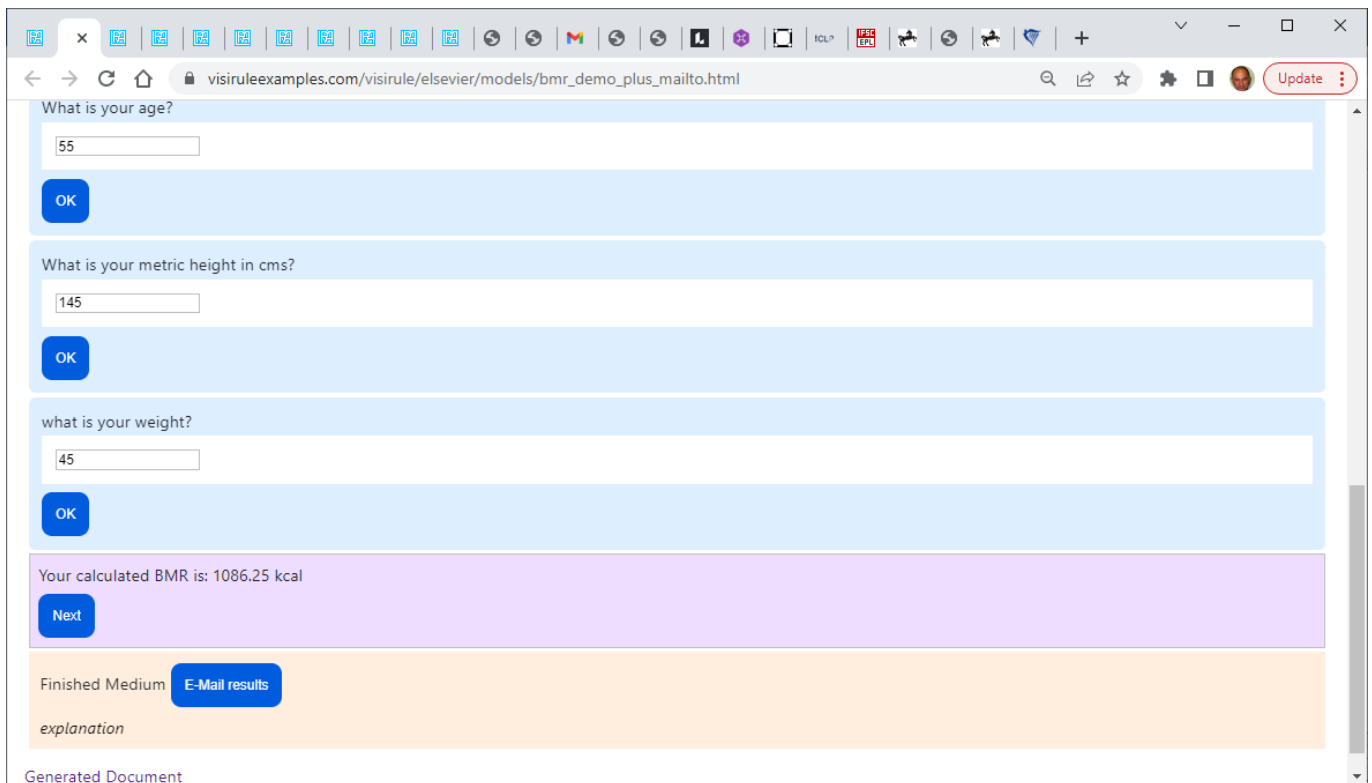 ICLP
IFSC
EPL
visiruleexamples.com/visirule/elsevier/models/bmr_demo_plus_mailto.html
Update
What is your age?
55
OK
What is your metric height in cms?
145
OK
what is your weight?
45
OK
Your calculated BMR is: 1086.25 kcal
Next
Finished Medium E-Mail results
explanation
Generated Document